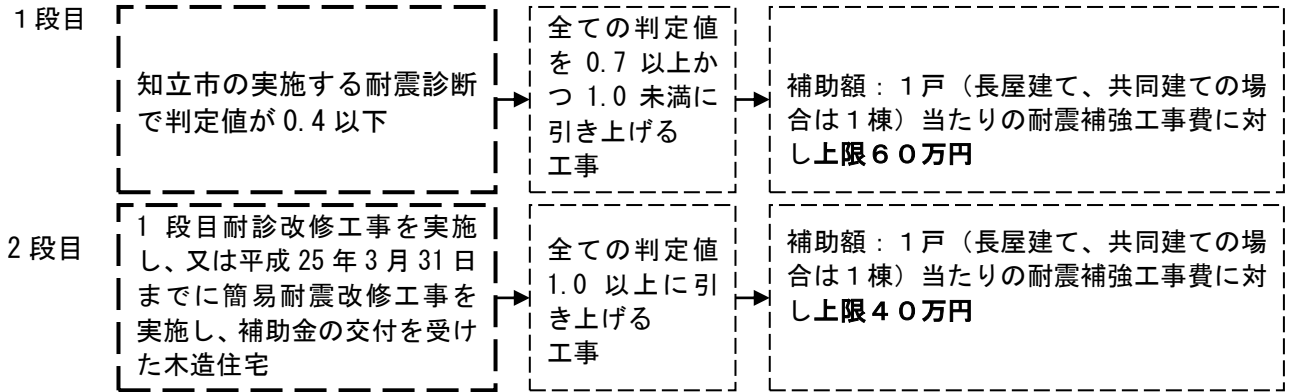 1段目
知立市の実施する耐震診断
で判定値が 0.4 以下
全ての判定値
を 0.7 以上か
つ 1.0 未満に
引き上げる
工事
補助額：１戸（長屋建て、共同建ての場
合は１棟）当たりの耐震補強工事費に対
し上限６０万円
2段目
1 段目耐診改修工事を実施
し、又は平成 25 年 3 月 31 日
までに簡易耐震改修工事を
実施し、補助金の交付を受け
た木造住宅
全ての判定値
1.0 以上に引
き上げる
工事
補助額：１戸（長屋建て、共同建ての場
合は１棟）当たりの耐震補強工事費に対
し上限４０万円